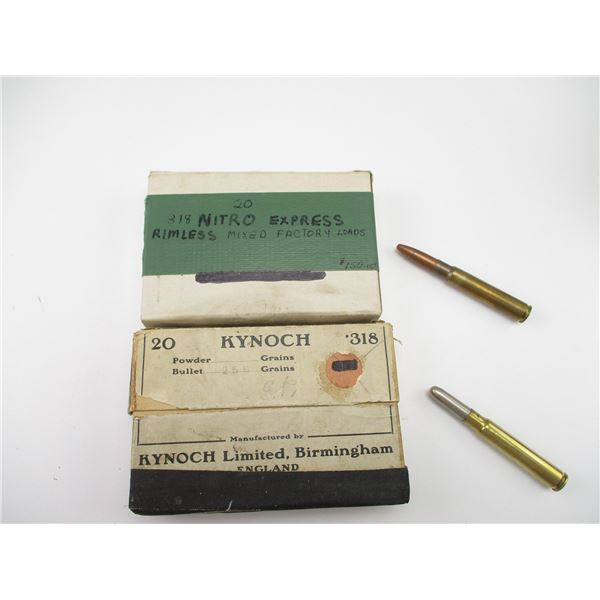 20
318 NITRO EXPRESS
RIMLESS MIXED FACTORY LOADS
$150.00
20 KYNOCH .318
Powder Grains
Bullet 250 Grains
Manufactured by
KYNOCH Limited, Birmingham
ENGLAND